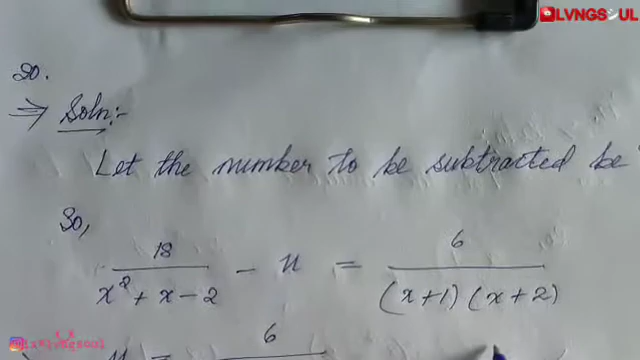 LVNGSOUL
20.
⇒ Soln:-
Let the number to be subtracted be
So,
18/(x²+x-2) - u = 6/((x+1)(x+2))
u = 6